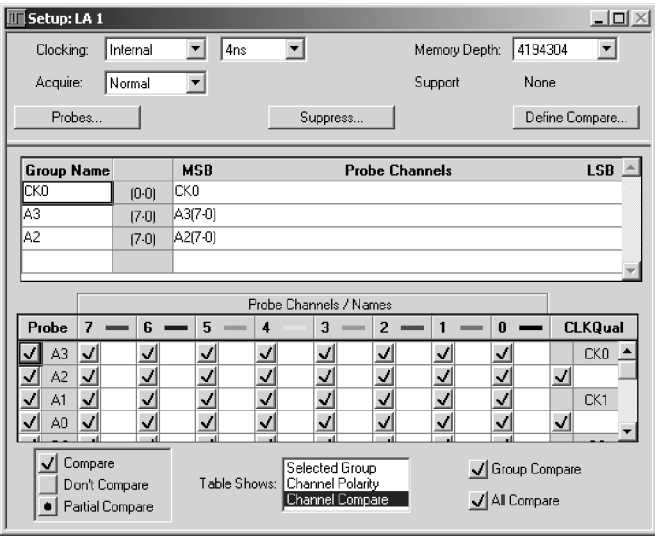 Setup: LA 1
Clocking: Internal 4ns Memory Depth: 4194304
Acquire: Normal Support None
Probes... Suppress... Define Compare...
Group Name MSB Probe Channels LSB
CK0 (0-0) CK0
A3 (7-0) A3(7-0)
A2 (7-0) A2(7-0)
Probe Channels / Names
Probe 7 6 5 4 3 2 1 0 CLKQual
A3 CK0
A2
A1 CK1
A0
Compare
Don't Compare
Partial Compare
Table Shows:
Selected Group
Channel Polarity
Channel Compare
Group Compare
All Compare